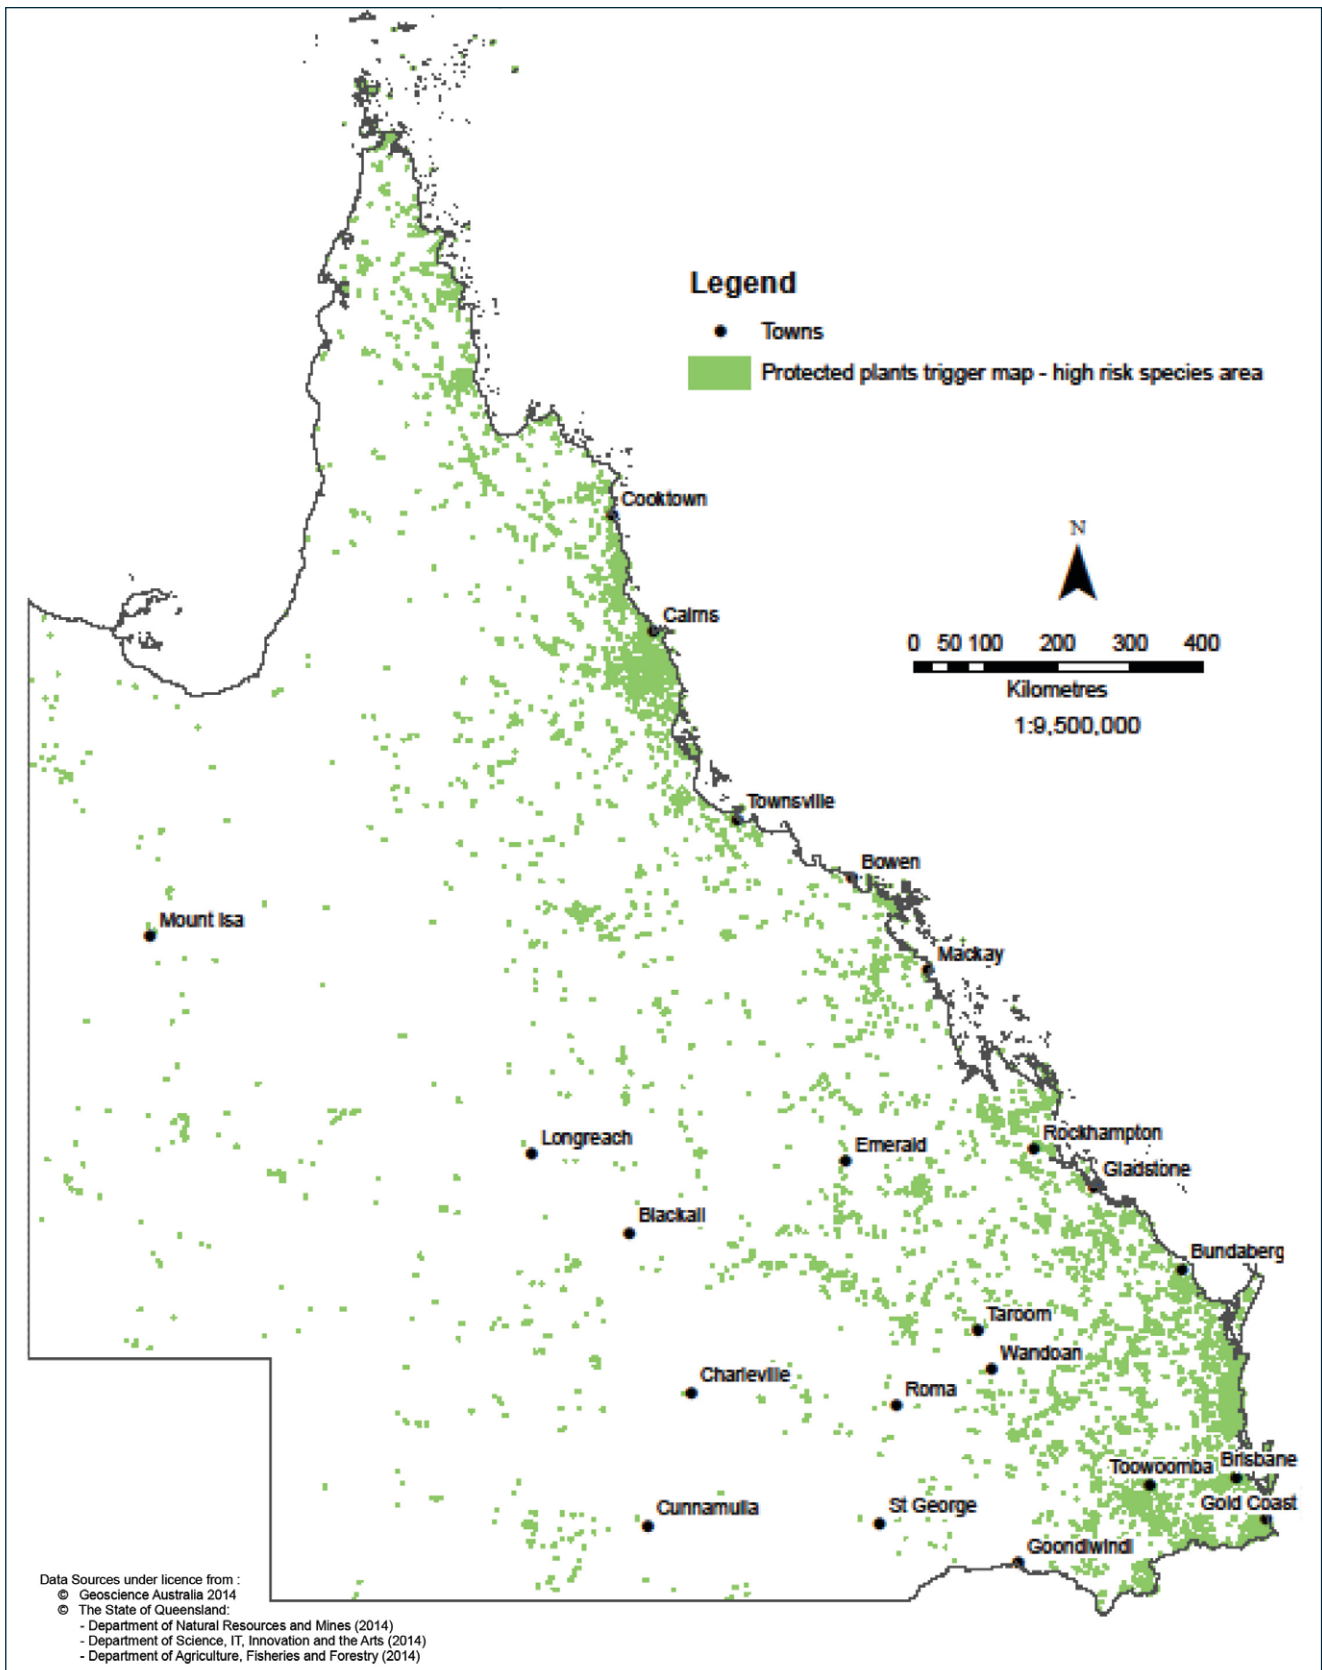 Legend
Towns
Protected plants trigger map - high risk species area
Cooktown
N
Cairns
0 50 100 200 300 400
Kilometres
1:9,500,000
Townsville
Bowen
Mount Isa
Mackay
Longreach
Emerald
Rockhampton
Gladstone
Blackall
Bundaberg
Taroom
Wandoan
Charleville
Roma
Toowoomba
Brisbane
Gold Coast
Cunnamulla
St George
Goondiwindi
Data Sources under licence from :
© Geoscience Australia 2014
© The State of Queensland:
- Department of Natural Resources and Mines (2014)
- Department of Science, IT, Innovation and the Arts (2014)
- Department of Agriculture, Fisheries and Forestry (2014)